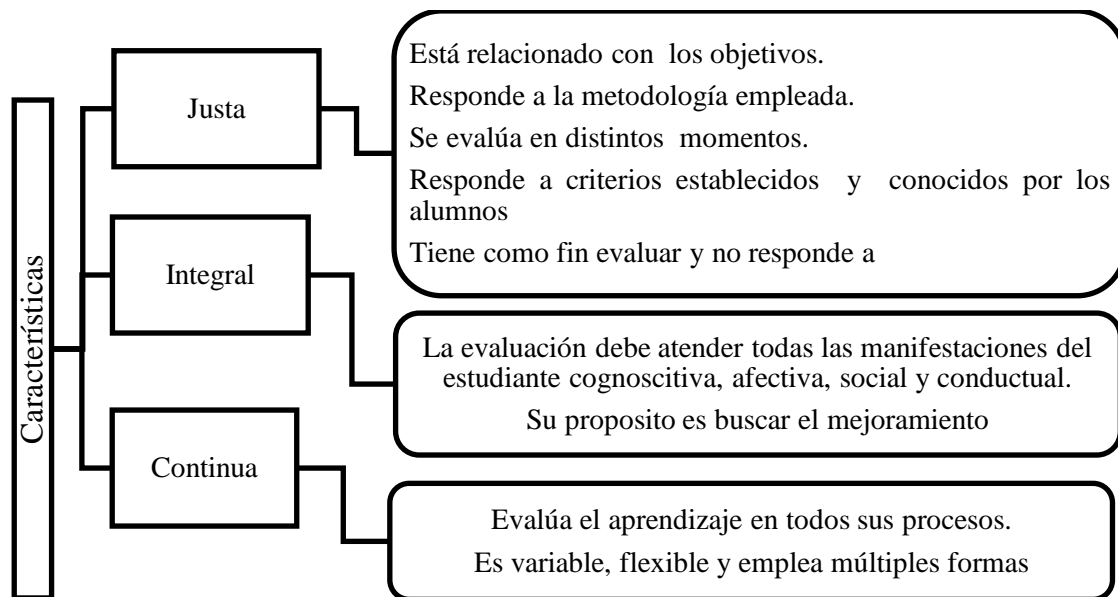 Características
Justa
Está relacionado con los objetivos.
Responde a la metodología empleada.
Se evalúa en distintos momentos.
Responde a criterios establecidos y conocidos por los
alumnos
Tiene como fin evaluar y no responde a
Integral
La evaluación debe atender todas las manifestaciones del
estudiante cognoscitiva, afectiva, social y conductual.
Su proposito es buscar el mejoramiento
Continua
Evalúa el aprendizaje en todos sus procesos.
Es variable, flexible y emplea múltiples formas